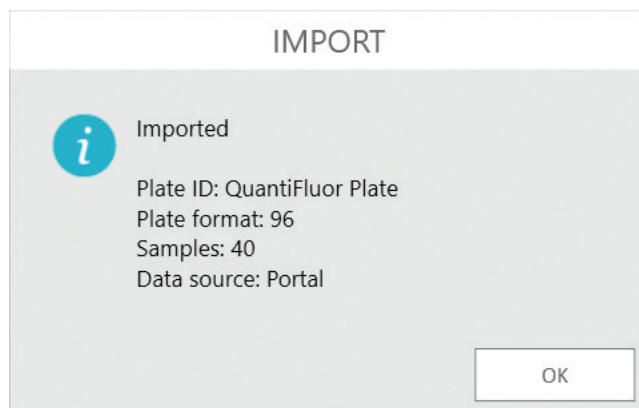 IMPORT
i
Imported
Plate ID: QuantiFluor Plate
Plate format: 96
Samples: 40
Data source: Portal
OK